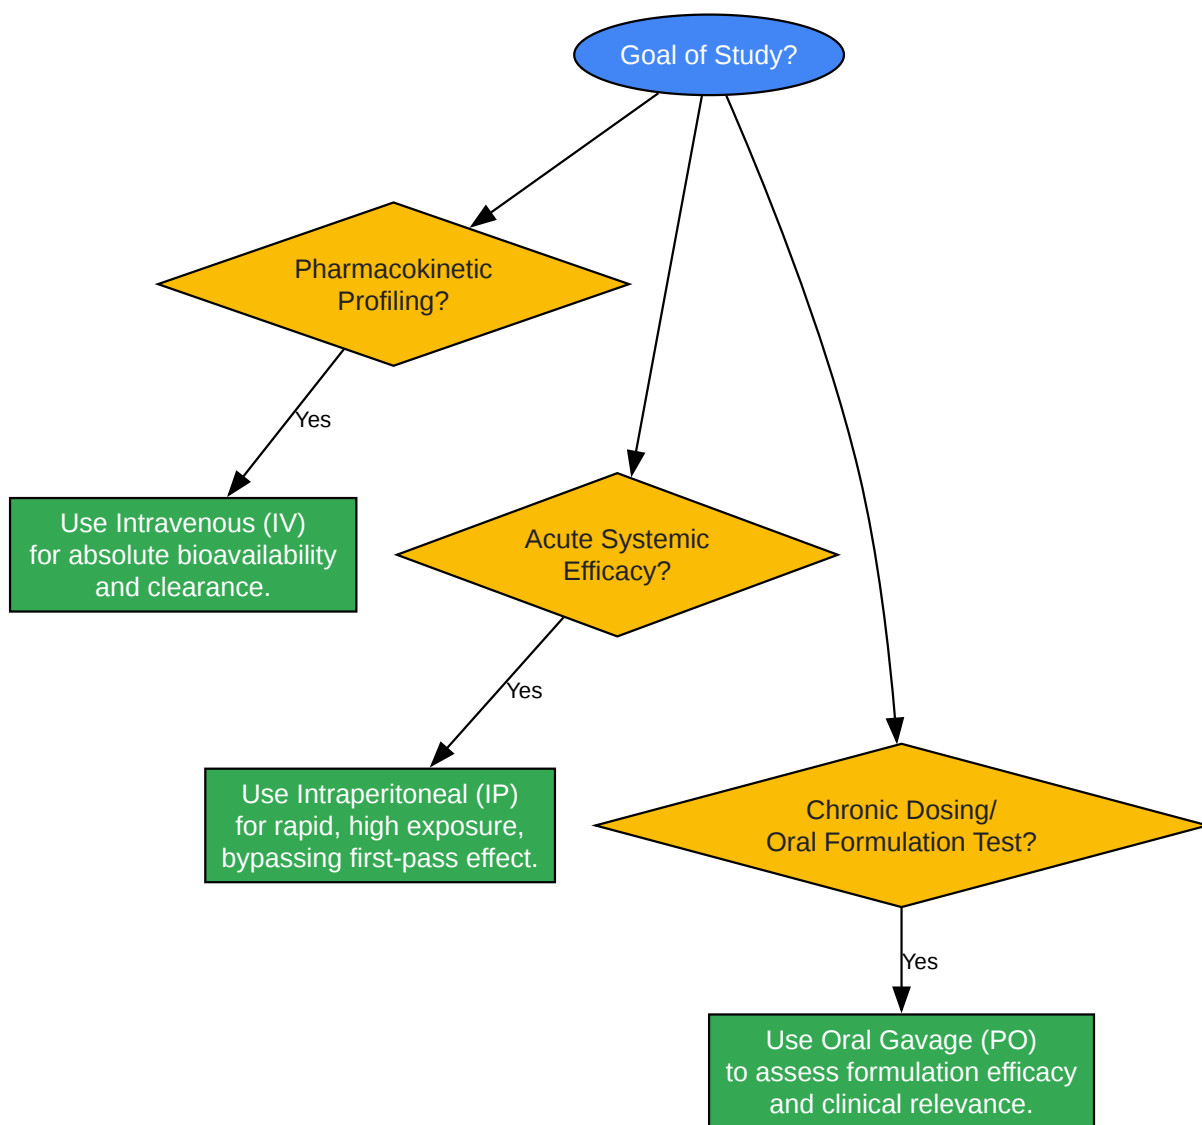 Goal of Study?
Pharmacokinetic
Profiling?
Yes
Use Intravenous (IV)
for absolute bioavailability
and clearance.
Acute Systemic
Efficacy?
Yes
Use Intraperitoneal (IP)
for rapid, high exposure,
bypassing first-pass effect.
Chronic Dosing/
Oral Formulation Test?
Yes
Use Oral Gavage (PO)
to assess formulation efficacy
and clinical relevance.